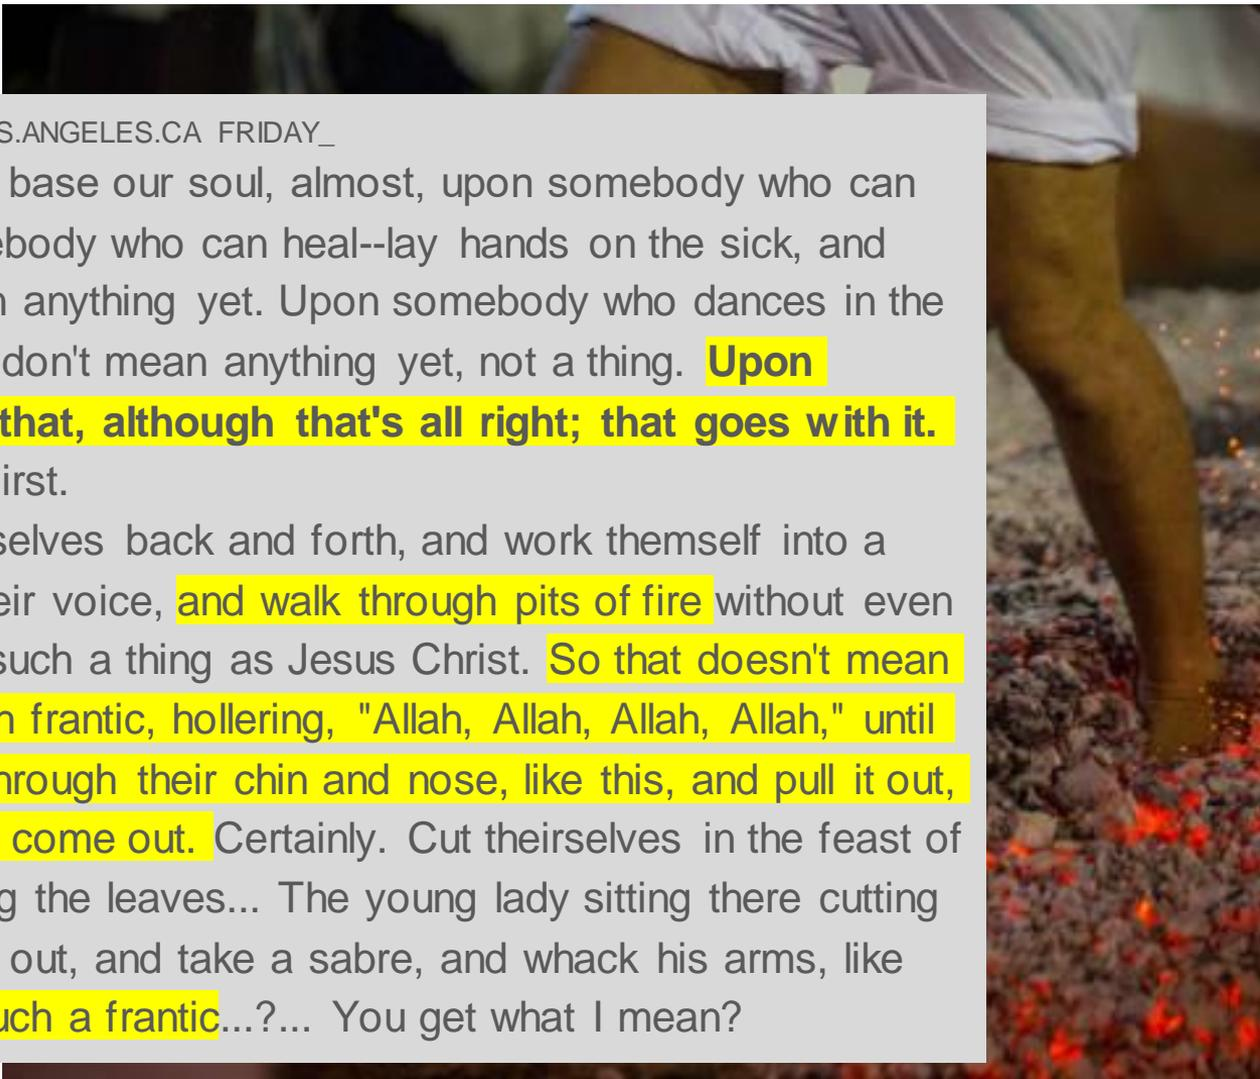 S.ANGELES.CA FRIDAY_
base our soul, almost, upon somebody who can
ebody who can heal--lay hands on the sick, and
anything yet. Upon somebody who dances in the
don't mean anything yet, not a thing. Upon
that, although that's all right; that goes with it.
irst.
selves back and forth, and work themself into a
eir voice, and walk through pits of fire without even
such a thing as Jesus Christ. So that doesn't mean
n frantic, hollering, "Allah, Allah, Allah, Allah," until
hrough their chin and nose, like this, and pull it out,
come out. Certainly. Cut theirselves in the feast of
g the leaves... The young lady sitting there cutting
out, and take a sabre, and whack his arms, like
uch a frantic...?... You get what I mean?